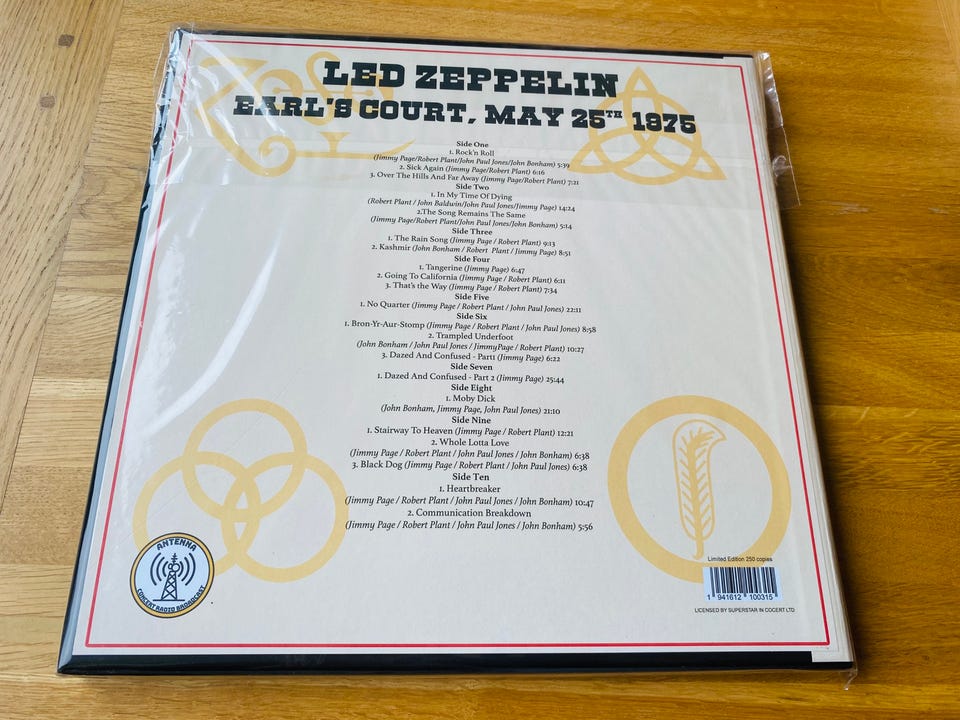 LED ZEPPELIN
EARL'S COURT, MAY 25TH 1975
Side One
1. Rock'n Roll
(Jimmy Page/Robert Plant/John Paul Jones/John Bonham) 5:39
2. Sick Again (Jimmy Page/Robert Plant) 6:16
3. Over The Hills And Far Away (Jimmy Page/Robert Plant) 7:21
Side Two
1. In My Time Of Dying
(Robert Plant / John Baldwin/John Paul Jones/Jimmy Page) 14:24
2.The Song Remains The Same
(Jimmy Page/Robert Plant/John Paul Jones/John Bonham) 5:14
Side Three
1. The Rain Song (Jimmy Page / Robert Plant) 9:13
2. Kashmir (John Bonham / Robert Plant / Jimmy Page) 8:51
Side Four
1. Tangerine (Jimmy Page) 6:47
2. Going To California (Jimmy Page / Robert Plant) 6:11
3. That's the Way (Jimmy Page / Robert Plant) 7:34
Side Five
1. No Quarter (Jimmy Page / Robert Plant / John Paul Jones) 22:11
Side Six
1. Bron-Yr-Aur-Stomp (Jimmy Page / Robert Plant / John Paul Jones) 8:58
2. Trampled Underfoot
(John Bonham / John Paul Jones / JimmyPage / Robert Plant) 10:27
3. Dazed And Confused - Part1 (Jimmy Page) 6:22
Side Seven
1. Dazed And Confused - Part 2 (Jimmy Page) 25:44
Side Eight
1. Moby Dick
(John Bonham, Jimmy Page, John Paul Jones) 21:10
Side Nine
1. Stairway To Heaven (Jimmy Page / Robert Plant) 12:21
2. Whole Lotta Love
(Jimmy Page / Robert Plant / John Paul Jones / John Bonham) 6:38
3. Black Dog (Jimmy Page / Robert Plant / John Paul Jones) 6:38
Side Ten
1. Heartbreaker
(Jimmy Page / Robert Plant / John Paul Jones / John Bonham) 10:47
2. Communication Breakdown
(Jimmy Page / Robert Plant / John Paul Jones / John Bonham) 5:56
ANTENNA
CONCERT RADIO BROADCAST
Limited Edition 250 copies
1 941612 100315
LICENSED BY SUPERSTAR IN COCERT LTD